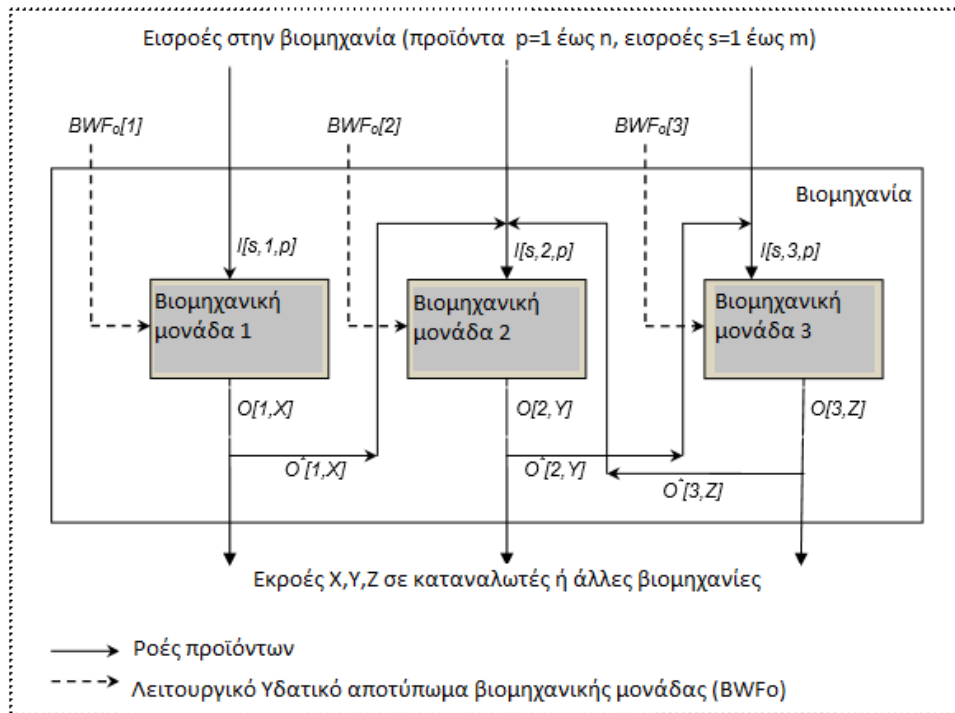 Εισροές στην βιομηχανία (προϊόντα p=1 έως n, εισροές s=1 έως m)
BWFo[1]
BWFo[2]
BWFo[3]
Βιομηχανία
I[s,1,p]
I[s,2,p]
I[s,3,p]
Βιομηχανική
μονάδα 1
Βιομηχανική
μονάδα 2
Βιομηχανική
μονάδα 3
O[1,X]
O[2,Y]
O[3,Z]
O*[1,X]
O*[2,Y]
O*[3,Z]
Εκροές X,Y,Z σε καταναλωτές ή άλλες βιομηχανίες
Ροές προϊόντων
Λειτουργικό Υδατικό αποτύπωμα βιομηχανικής μονάδας (BWFo)